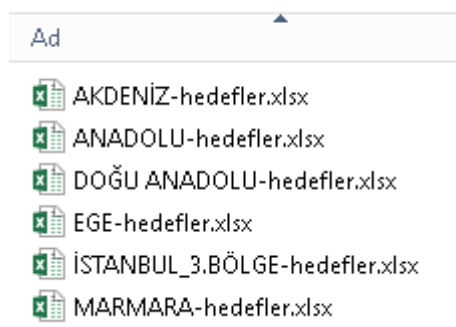 Ad
AKDENİZ-hedefler.xlsx
ANADOLU-hedefler.xlsx
DOĞU ANADOLU-hedefler.xlsx
EGE-hedefler.xlsx
İSTANBUL_3.BÖLGE-hedefler.xlsx
MARMARA-hedefler.xlsx